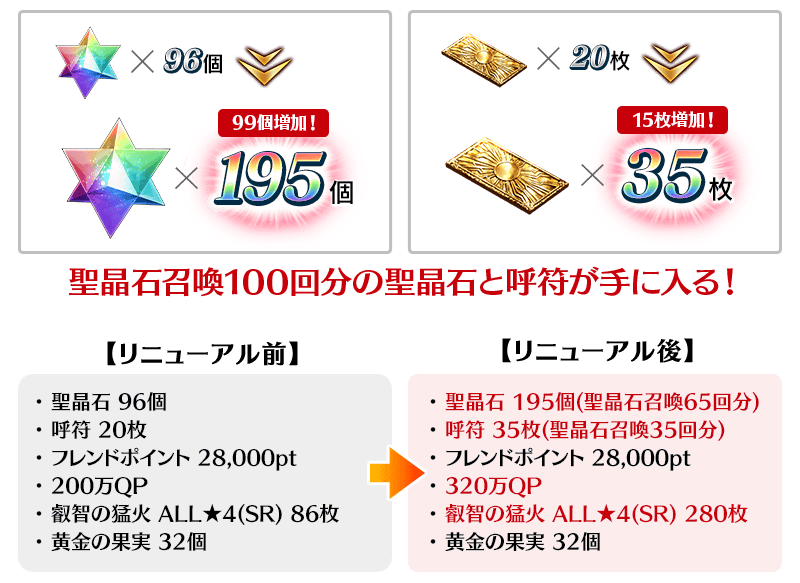 ×96個
99個増加！
×195個
×20枚
15枚増加！
×35枚
聖晶石召喚100回分の聖晶石と呼符が手に入る！
【リニューアル前】
・聖晶石 96個
・呼符 20枚
・フレンドポイント 28,000pt
・200万QP
・叡智の猛火 ALL★4(SR) 86枚
・黄金の果実 32個
【リニューアル後】
・聖晶石 195個(聖晶石召喚65回分)
・呼符 35枚(聖晶石召喚35回分)
・フレンドポイント 28,000pt
・320万QP
・叡智の猛火 ALL★4(SR) 280枚
・黄金の果実 32個